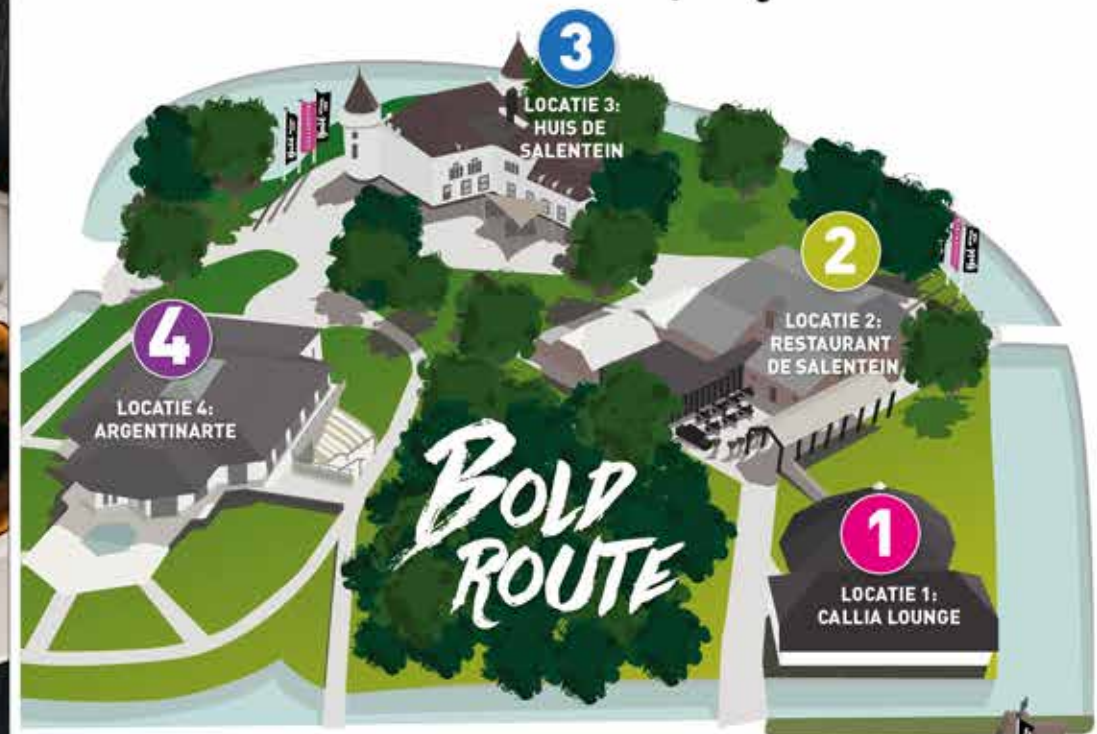 3
LOCATIE 3:
HUIS DE
SALENTEIN
2
LOCATIE 2:
RESTAURANT
DE SALENTEIN
4
LOCATIE 4:
ARGENTINARTE
BOLD
ROUTE
1
LOCATIE 1:
CALLIA LOUNGE